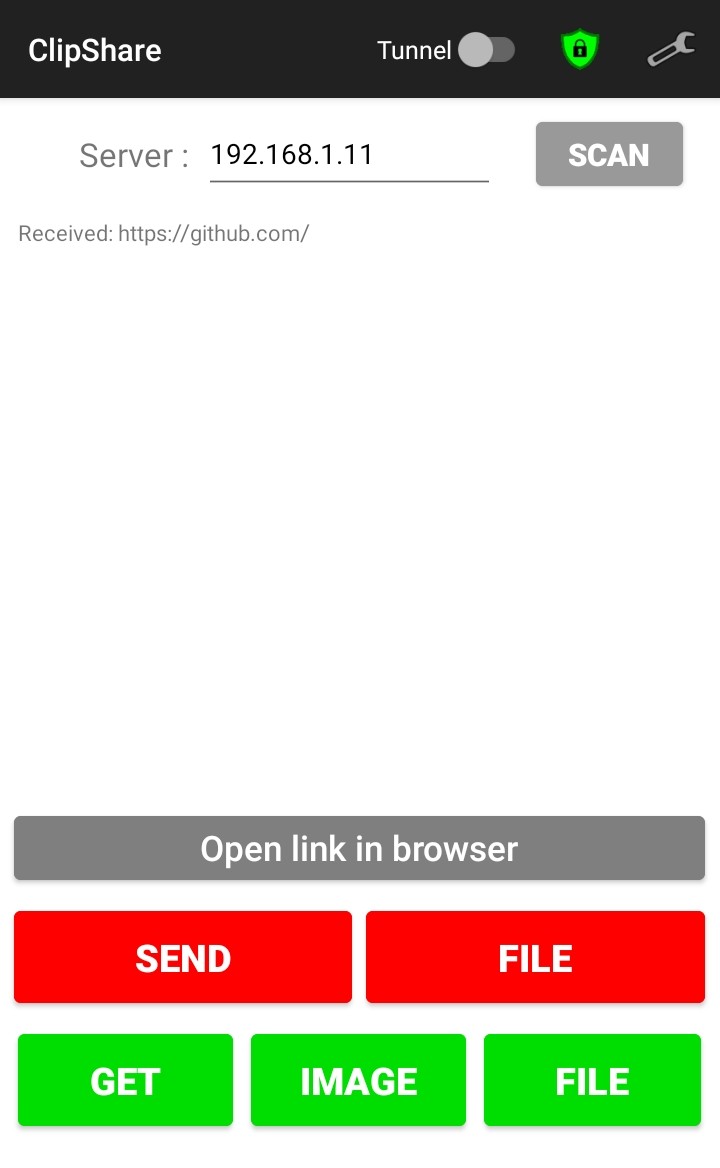 ClipShare Tunnel
Server : 192.168.1.11 SCAN
Received: https://github.com/
Open link in browser
SEND FILE
GET IMAGE FILE